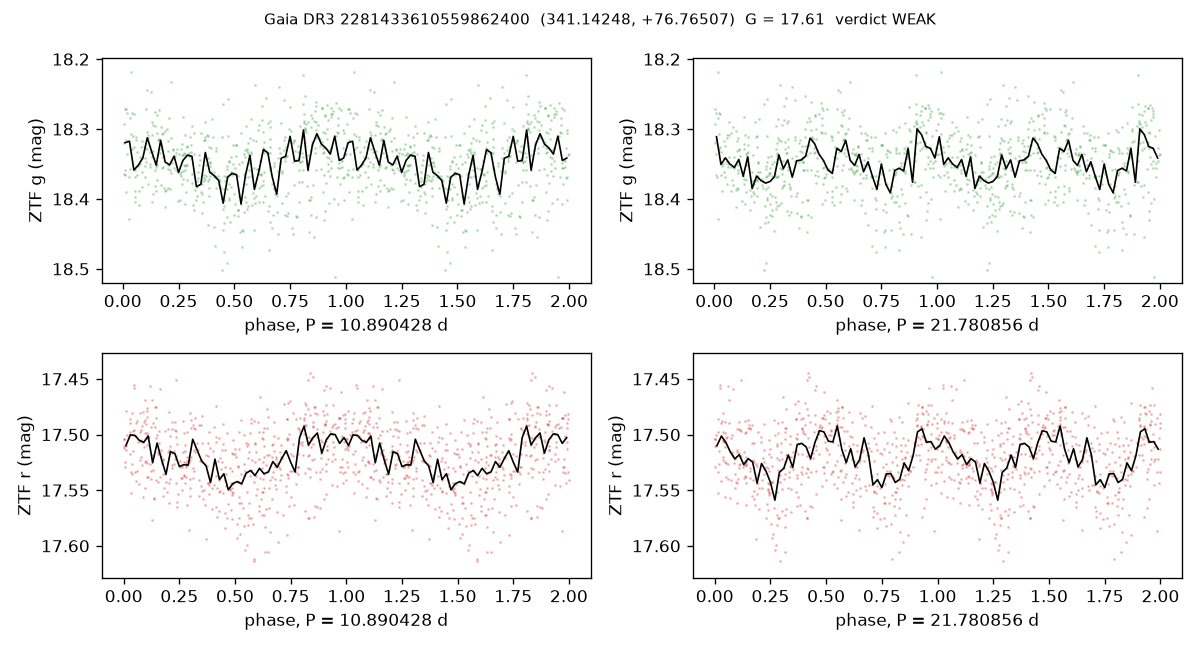 Gaia DR3 2281433610559862400 (341.14248, +76.76507) G = 17.61 verdict WEAK
18.2
18.3
18.4
18.5
ZTF g (mag)
0.00 0.25 0.50 0.75 1.00 1.25 1.50 1.75 2.00
phase, P = 10.890428 d
18.2
18.3
18.4
18.5
ZTF g (mag)
0.00 0.25 0.50 0.75 1.00 1.25 1.50 1.75 2.00
phase, P = 21.780856 d
17.45
17.50
17.55
17.60
ZTF r (mag)
0.00 0.25 0.50 0.75 1.00 1.25 1.50 1.75 2.00
phase, P = 10.890428 d
17.45
17.50
17.55
17.60
ZTF r (mag)
0.00 0.25 0.50 0.75 1.00 1.25 1.50 1.75 2.00
phase, P = 21.780856 d